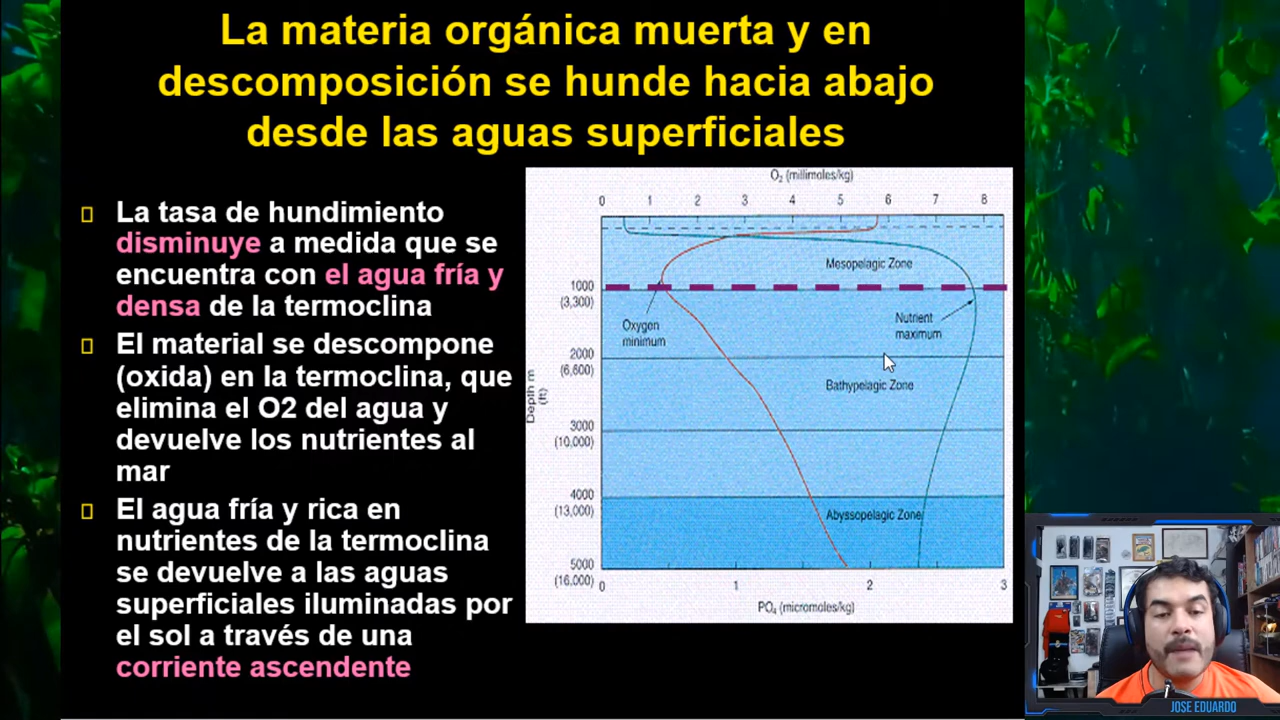 La materia orgánica muerta y en
descomposición se hunde hacia abajo
desde las aguas superficiales
La tasa de hundimiento
disminuye a medida que se
encuentra con el agua fría y
densa de la termoclina
El material se descompone
(oxida) en la termoclina, que
elimina el O2 del agua y
devuelve los nutrientes al
mar
El agua fría y rica en
nutrientes de la termoclina
se devuelve a las aguas
superficiales iluminadas por
el sol a través de una
corriente ascendente
O₂ (millimoles/kg)
0 1 2 3 4 5 6 7 8
Mesopelagic Zone
1000
(3,300)
Oxygen
minimum
Nutrient
maximum
2000
(6,600)
Bathypelagic Zone
Depth m
(ft)
3000
(10,000)
4000
(13,000)
Abyssopelagic Zone
5000
(16,000)
0 1 2 3
PO₄ (micromoles/kg)
JOSE EDUARDO